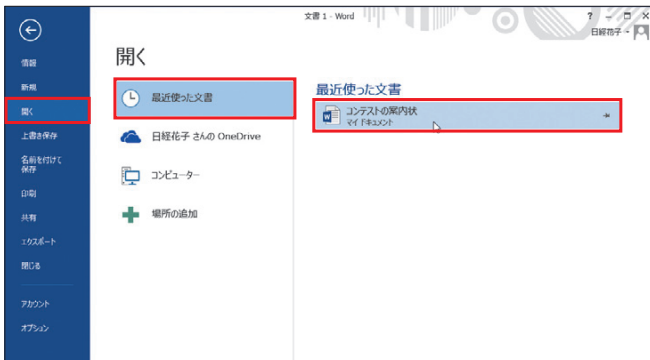 文書 1 - Word
?
日経花子
情報
新規
開く
上書き保存
名前を付けて
保存
印刷
共有
エクスポート
閉じる
アカウント
オプション
開く
最近使った文書
日経花子 さんの OneDrive
コンピューター
場所の追加
最近使った文書
コンテストの案内状
マイ ドキュメント